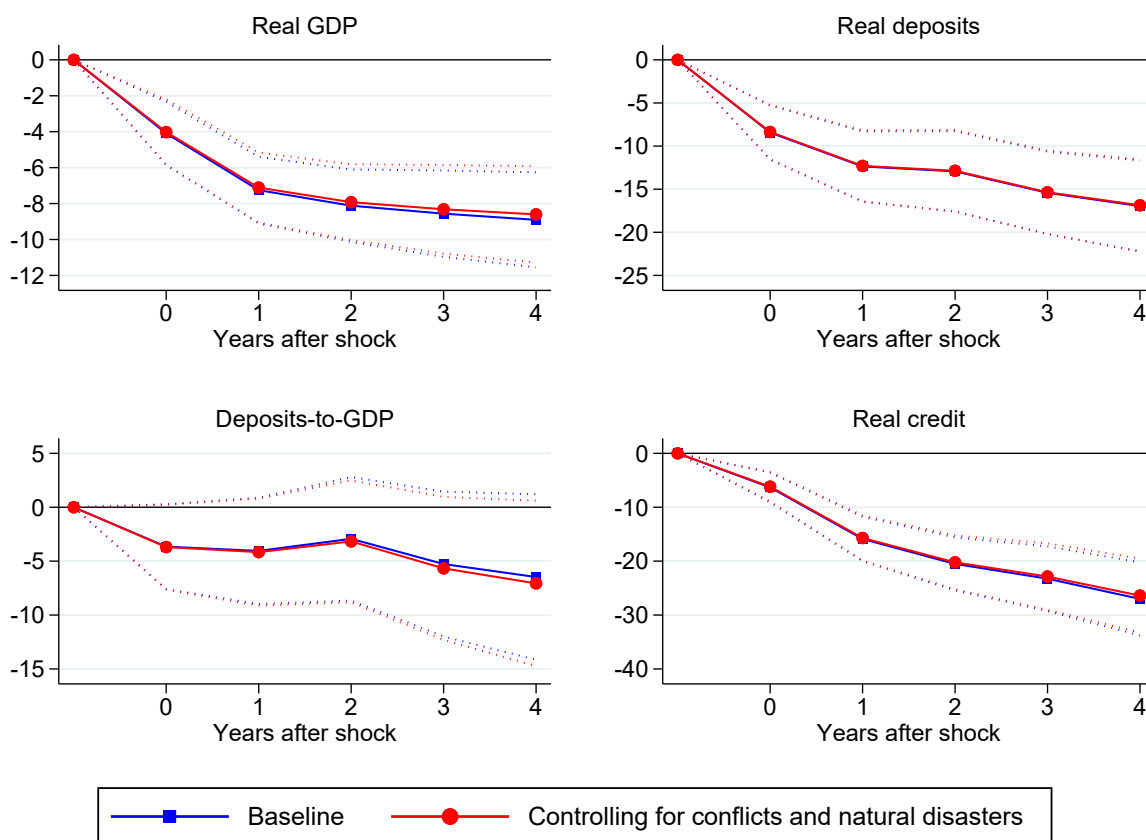 Real GDP
0
-2
-4
-6
-8
-10
-12
0 1 2 3 4
Years after shock
Real deposits
0
-5
-10
-15
-20
-25
0 1 2 3 4
Years after shock
Deposits-to-GDP
5
0
-5
-10
-15
0 1 2 3 4
Years after shock
Real credit
0
-10
-20
-30
-40
0 1 2 3 4
Years after shock
Baseline Controlling for conflicts and natural disasters